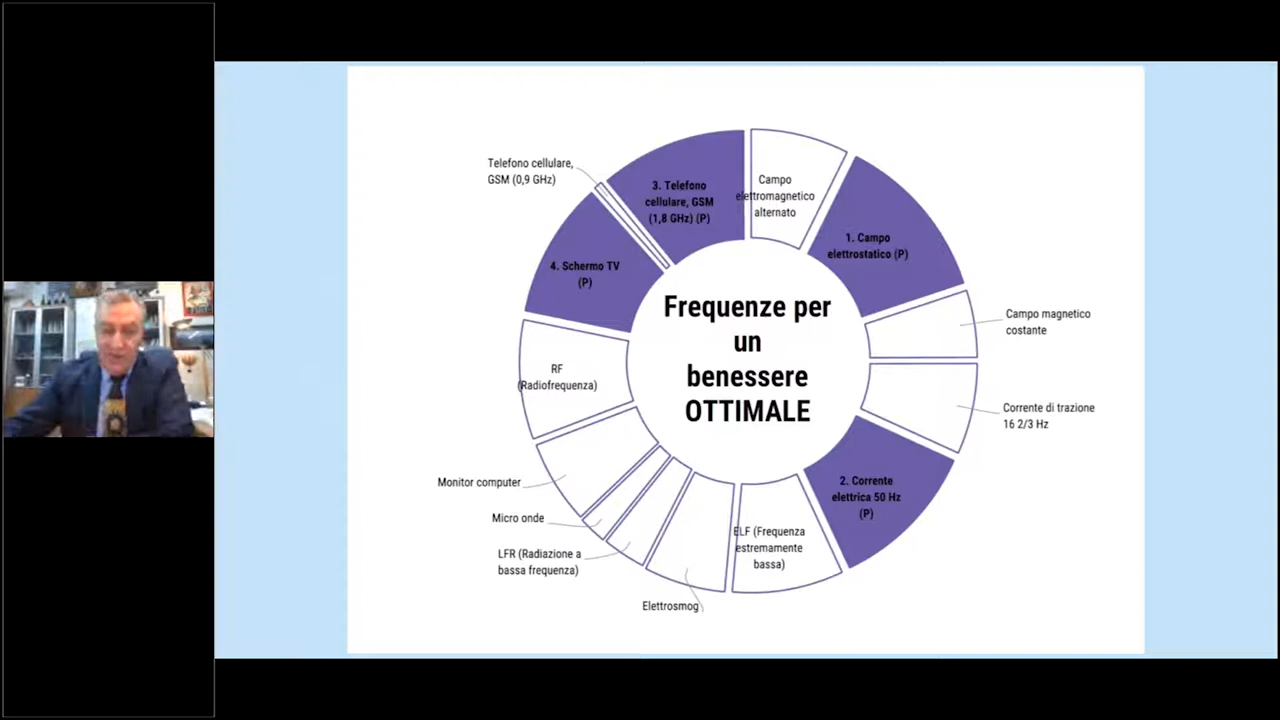 Telefono cellulare,
GSM (0,9 GHz)
3. Telefono
cellulare, GSM
(1,8 GHz) (P)
Campo
elettromagnetico
alternato
1. Campo
elettrostatico (P)
4. Schermo TV
(P)
Frequenze per
un
benessere
OTTIMALE
Campo magnetico
costante
RF
(Radiofrequenza)
Corrente di trazione
16 2/3 Hz
Monitor computer
2. Corrente
elettrica 50 Hz
(P)
Micro onde
ELF (Frequenza
estremamente
bassa)
LFR (Radiazione a
bassa frequenza)
Elettrosmog